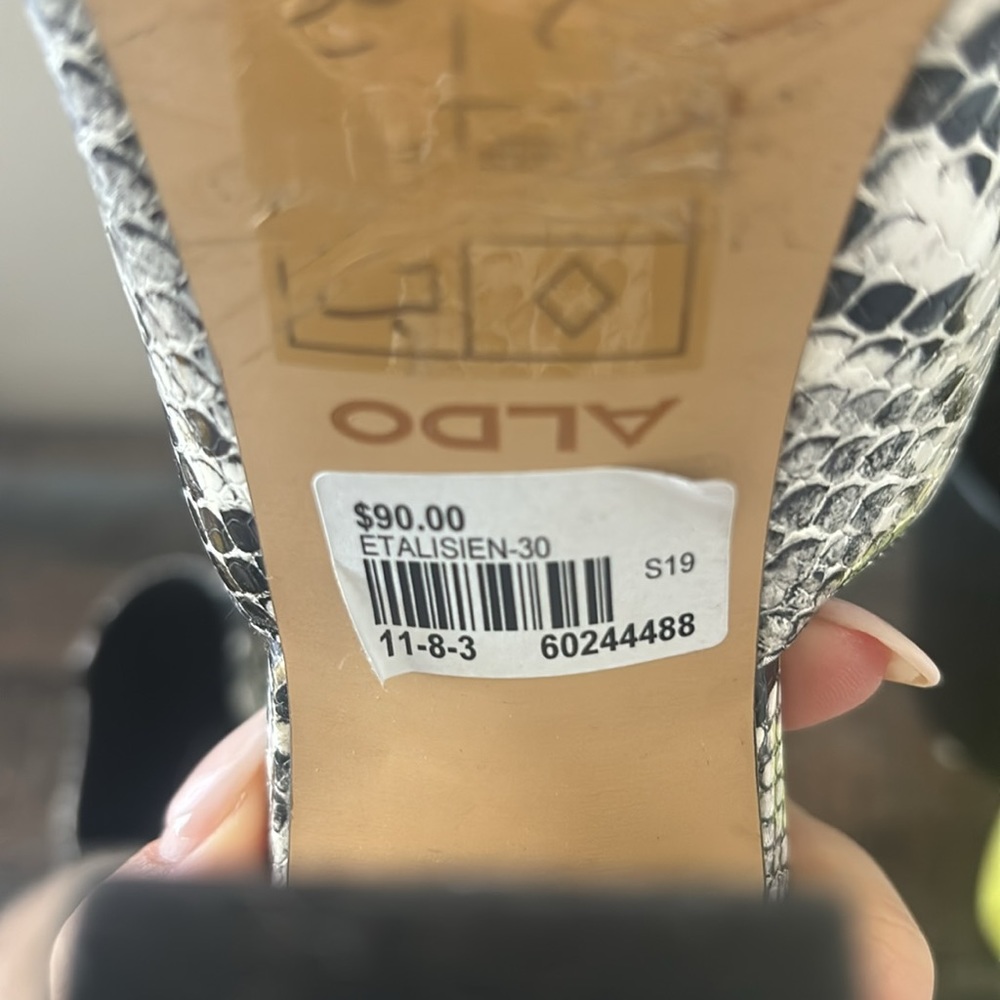 ALDO
$90.00
ETALISIEN-30
S19
11-8-3 60244488